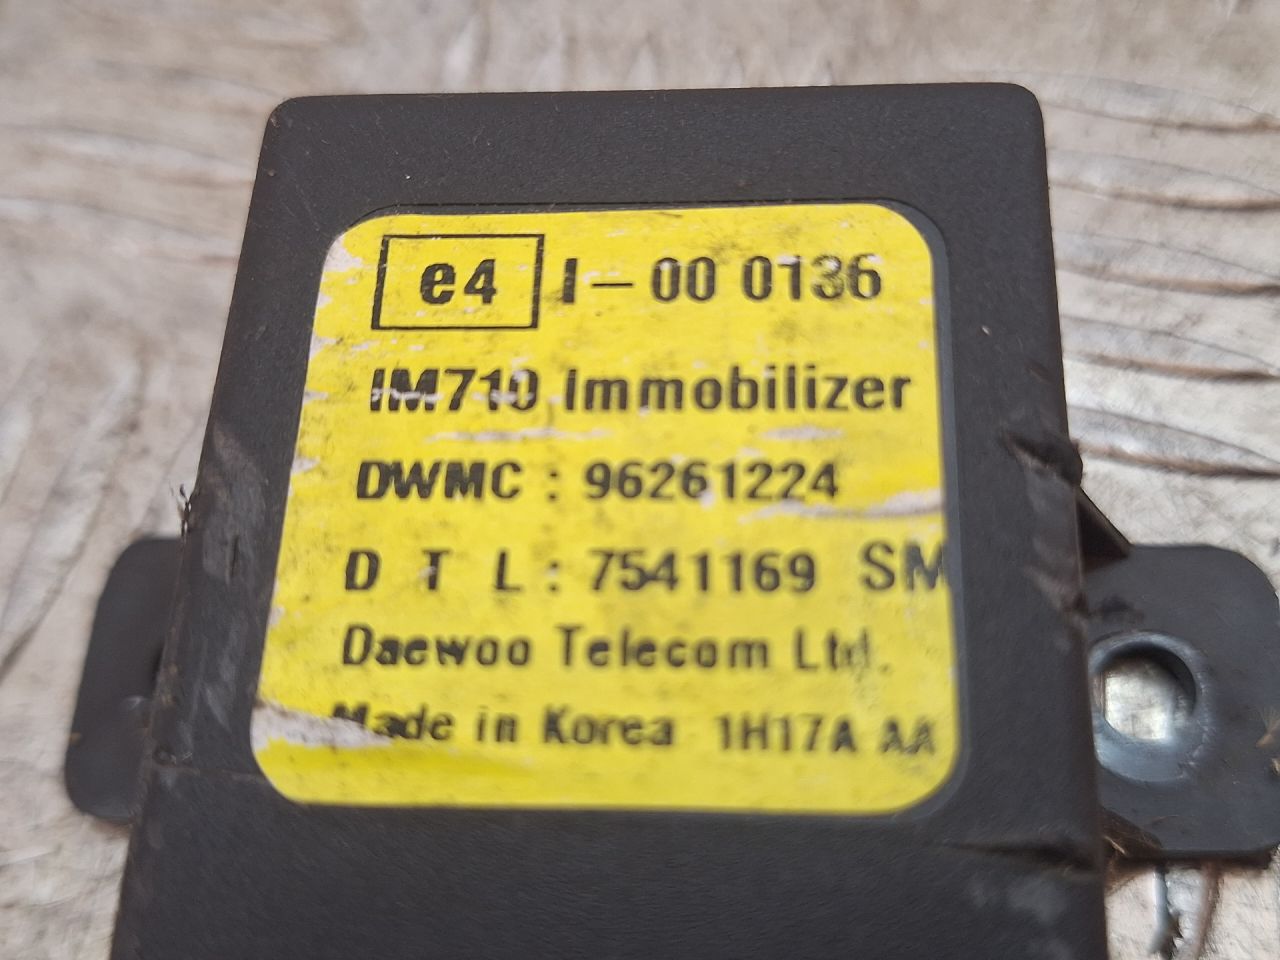 e4 I-00 0136
IM710 Immobilizer
DWMC : 96261224
D T L : 7541169 SM
Daewoo Telecom Ltd.
Made in Korea 1H17A AA